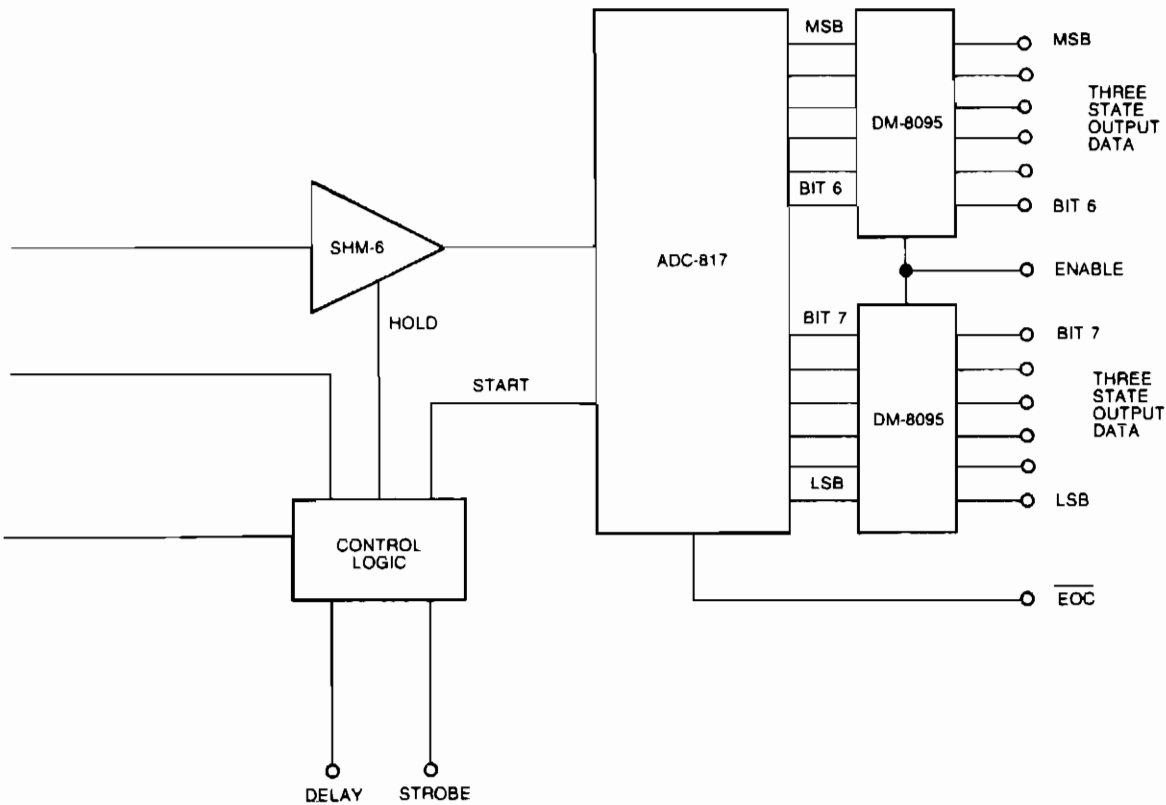 MSB
MSB
DM-8095
THREE
STATE
OUTPUT
DATA
BIT 6
BIT 6
SHM-6
ADC-817
ENABLE
HOLD
BIT 7
BIT 7
START
DM-8095
THREE
STATE
OUTPUT
DATA
LSB
LSB
CONTROL
LOGIC
EOC
DELAY
STROBE